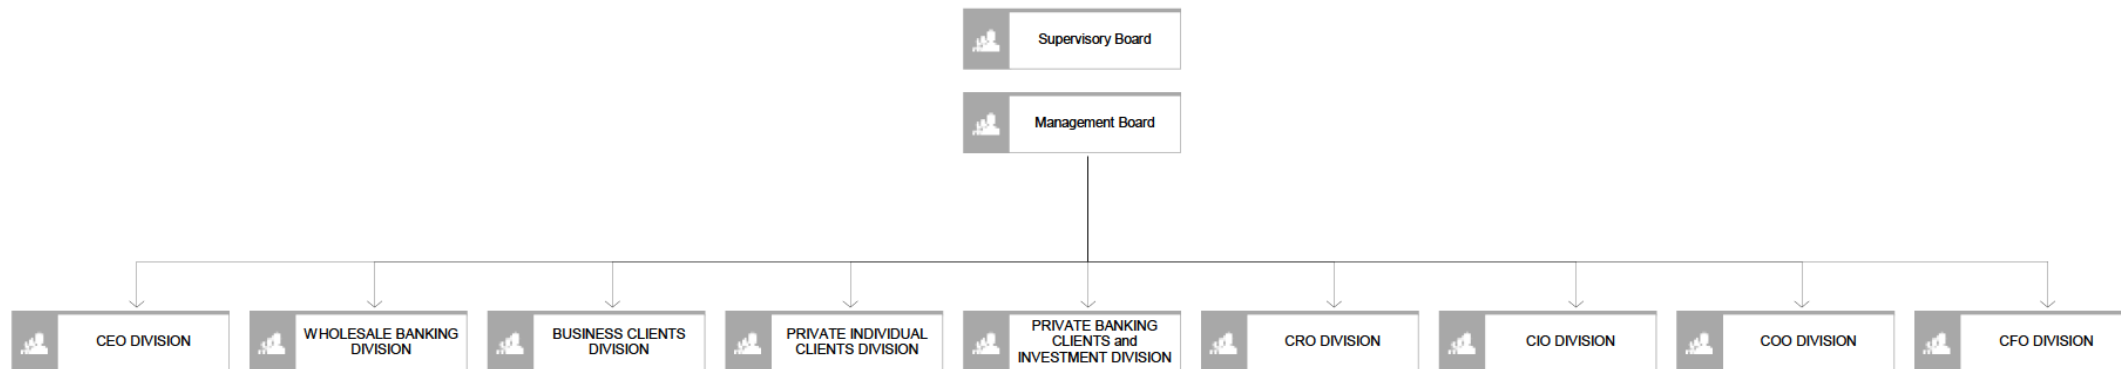 Supervisory Board
Management Board
CEO DIVISION
WHOLESALE BANKING
DIVISION
BUSINESS CLIENTS
DIVISION
PRIVATE INDIVIDUAL
CLIENTS DIVISION
PRIVATE BANKING
CLIENTS and
INVESTMENT DIVISION
CRO DIVISION
CIO DIVISION
COO DIVISION
CFO DIVISION